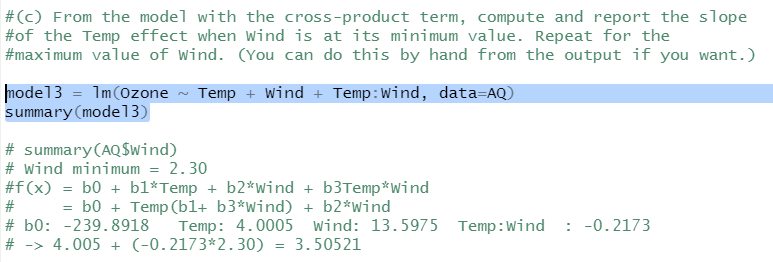 #(c) From the model with the cross-product term, compute and report the slope
#of the Temp effect when Wind is at its minimum value. Repeat for the
#maximum value of Wind. (You can do this by hand from the output if you want.)
model3 = lm(Ozone ~ Temp + Wind + Temp:Wind, data=AQ)
summary(model3)
# summary(AQ$Wind)
# Wind minimum = 2.30
#f(x) = b0 + b1*Temp + b2*Wind + b3Temp*Wind
# = b0 + Temp(b1+ b3*Wind) + b2*Wind
# b0: -239.8918 Temp: 4.0005 Wind: 13.5975 Temp:Wind : -0.2173
# -> 4.005 + (-0.2173*2.30) = 3.50521